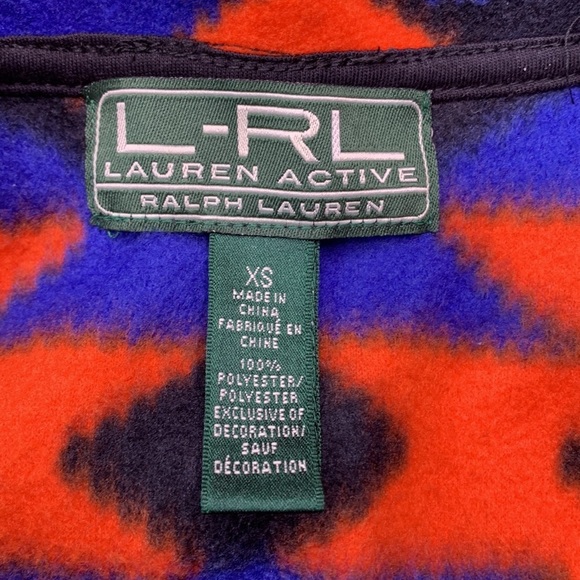 L-RL
LAUREN ACTIVE
RALPH LAUREN
XS
MADE IN
CHINA
FABRIQUÉ EN
CHINE
100%
POLYESTER/
POLYESTER
EXCLUSIVE OF
DECORATION/
SAUF
DÉCORATION